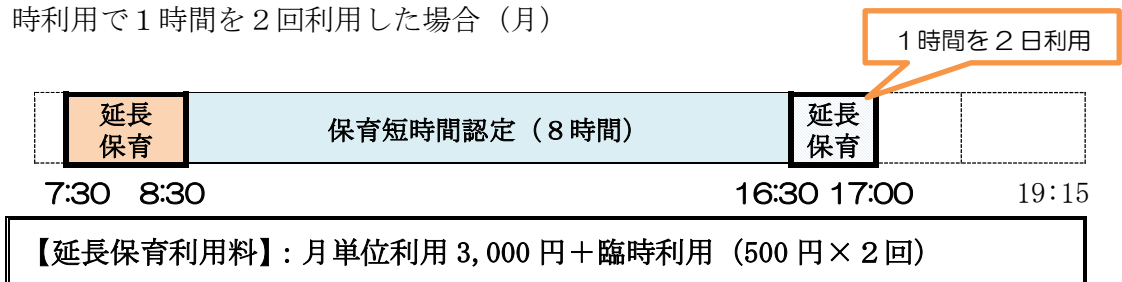 時利用で１時間を２回利用した場合（月）
１時間を２日利用
延長
保育
保育短時間認定（８時間）
延長
保育
7:30 8:30 16:30 17:00 19:15
【延長保育利用料】：月単位利用 3,000 円＋臨時利用（500 円×２回）